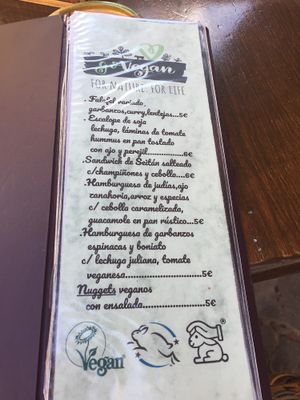 Go Vegan
FOR NATURE, FOR LIFE
. Falafel variado,
garbanzos,curry,lentejas...5€
. Escalope de soja
lechuga, láminas de tomate
hummus en pan tostado
con ajo y perejil...............6€
.Sandwich de Seitán salteado
c/champiñones y cebolla....6€
.Hamburguesa de judias,ajo
zanahoria,arroz y especias
c/ cebolla caramelizada,
guacamole en pan rústico...5€
.Hamburguesa de garbanzos
espinacas y boniato
c/ lechuga juliana, tomate
veganesa......................5€
Nuggets veganos
con ensalada.................5€
Vegan